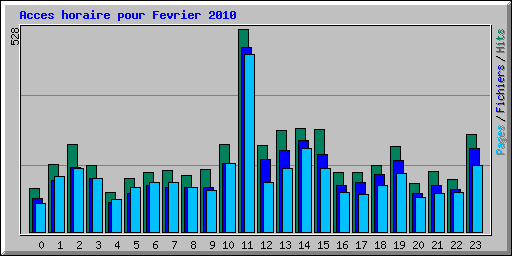 Acces horaire pour Fevrier 2010
528
Pages / Fichiers / Hits
0 1 2 3 4 5 6 7 8 9 10 11 12 13 14 15 16 17 18 19 20 21 22 23